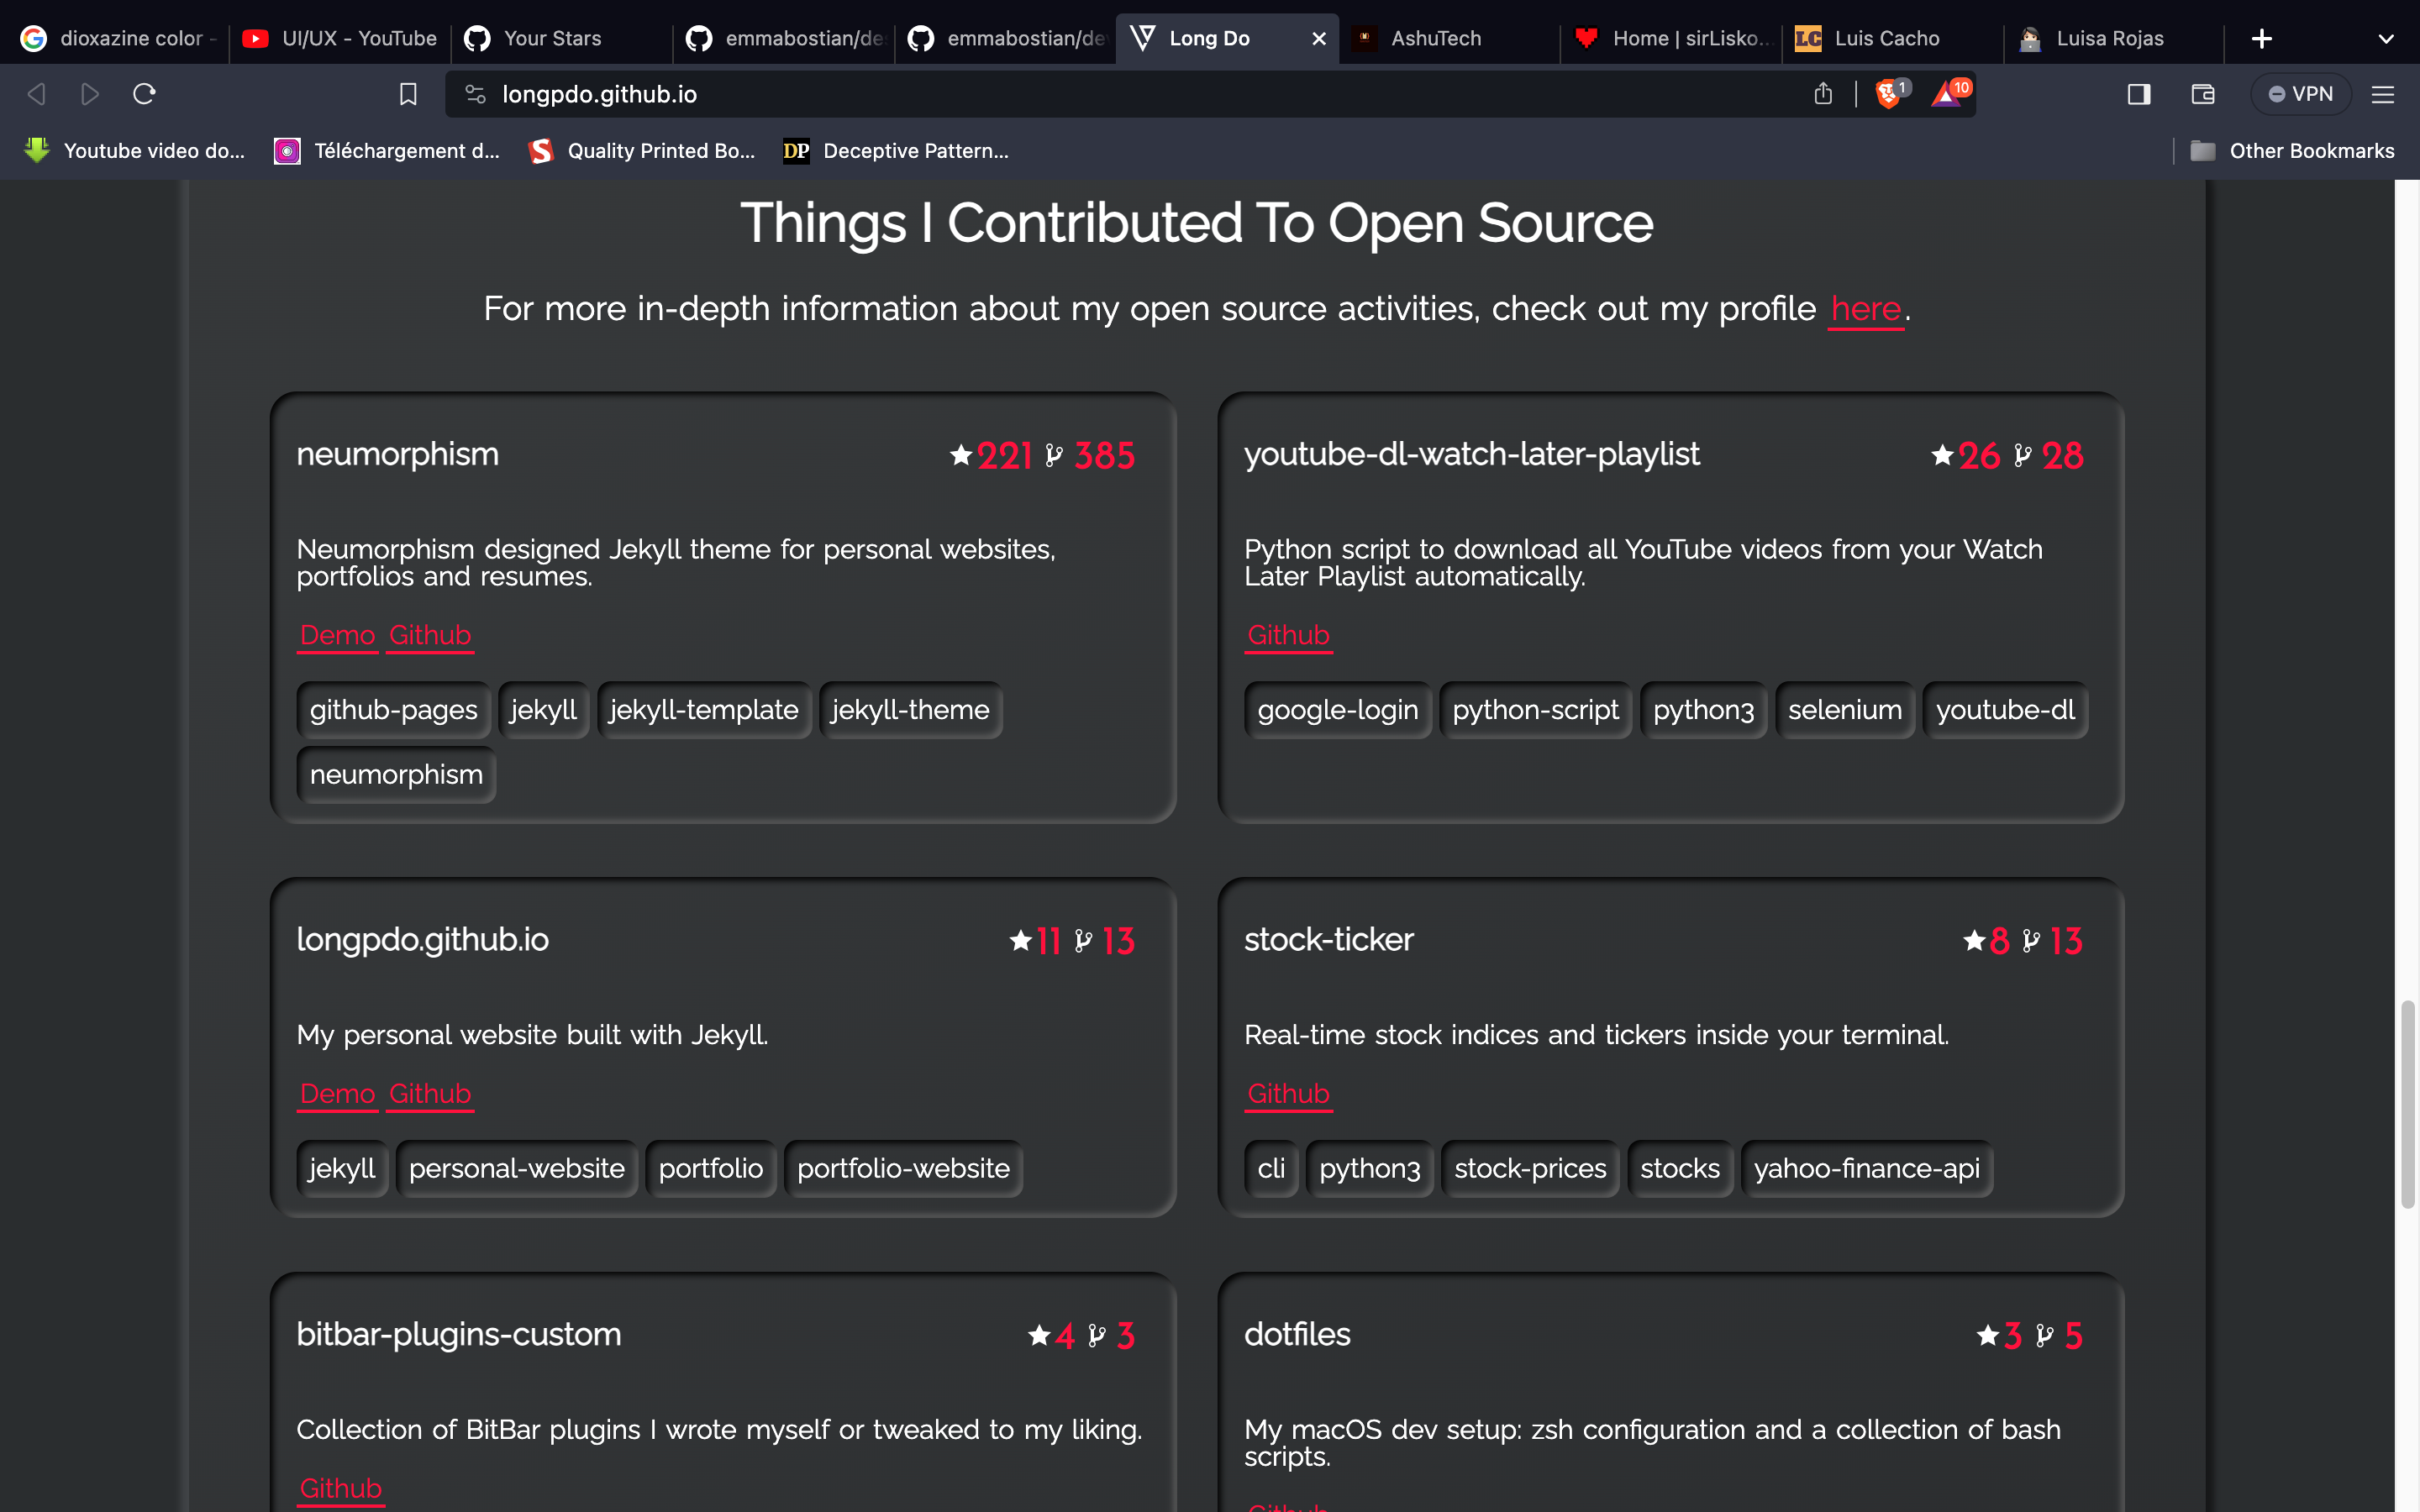 dioxazine color -
UI/UX - YouTube
Your Stars
emmabostian/de
emmabostian/de
Long Do
AshuTech
Home | sirLisko...
LC Luis Cacho
Luisa Rojas
longpdo.github.io
1
10
VPN
Youtube video do...
Téléchargement d...
S Quality Printed Bo...
DP Deceptive Pattern...
Other Bookmarks
Things I Contributed To Open Source
For more in-depth information about my open source activities, check out my profile here.
neumorphism
221 385
Neumorphism designed Jekyll theme for personal websites,
portfolios and resumes.
Demo Github
github-pages jekyll jekyll-template jekyll-theme
neumorphism
youtube-dl-watch-later-playlist
26 28
Python script to download all YouTube videos from your Watch
Later Playlist automatically.
Github
google-login python-script python3 selenium youtube-dl
longpdo.github.io
11 13
My personal website built with Jekyll.
Demo Github
jekyll personal-website portfolio portfolio-website
stock-ticker
8 13
Real-time stock indices and tickers inside your terminal.
Github
cli python3 stock-prices stocks yahoo-finance-api
bitbar-plugins-custom
4 3
Collection of BitBar plugins I wrote myself or tweaked to my liking.
Github
dotfiles
3 5
My macOS dev setup: zsh configuration and a collection of bash
scripts.
Github